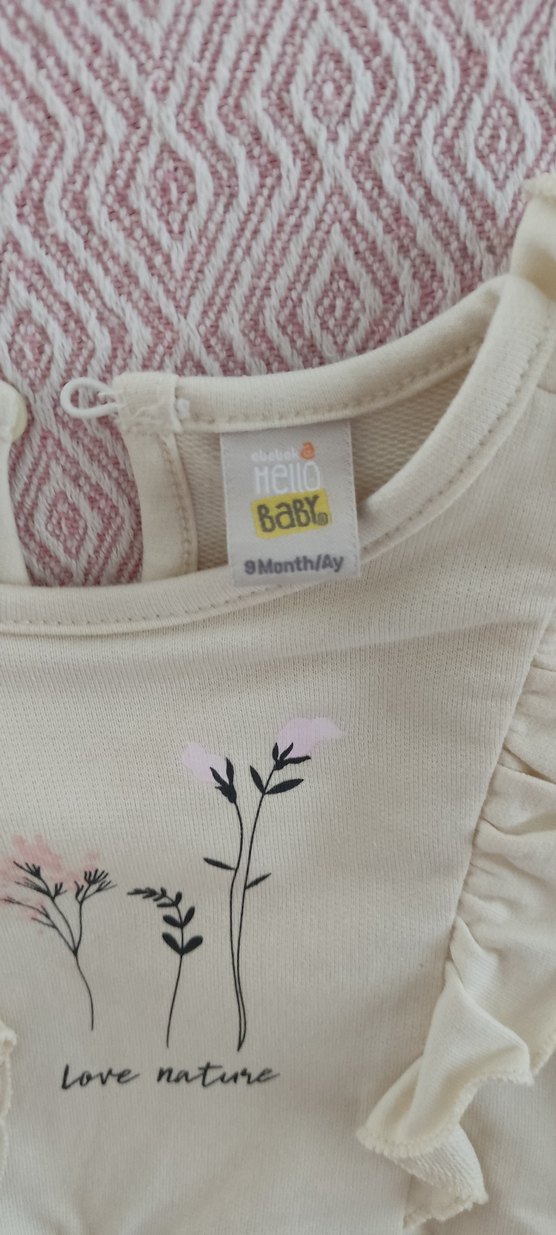 ebebek
Hello
BaBY®
9 Month/Ay
Love nature